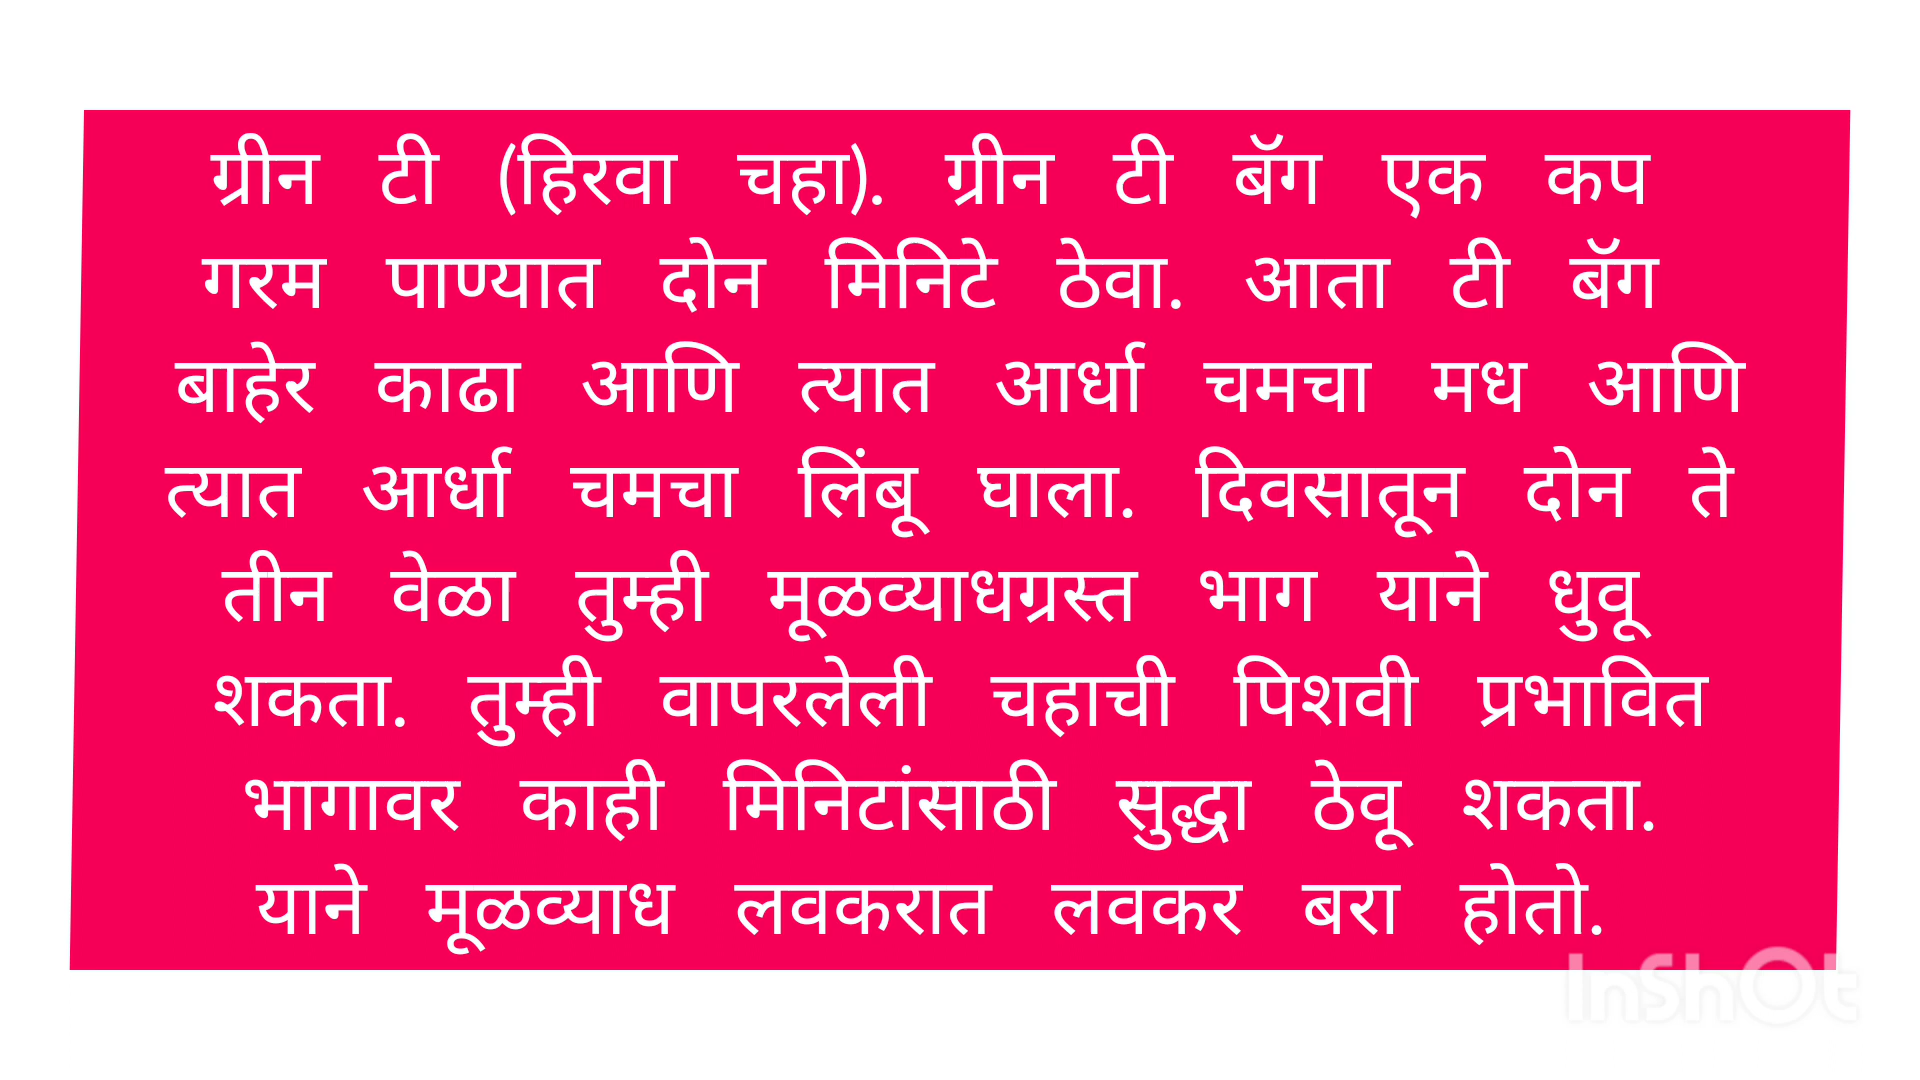 ग्रीन टी (हिरवा चहा). ग्रीन टी बॅग एक कप
गरम पाण्यात दोन मिनिटे ठेवा. आता टी बॅग
बाहेर काढा आणि त्यात आर्धा चमचा मध आणि
त्यात आर्धा चमचा लिंबू घाला. दिवसातून दोन ते
तीन वेळा तुम्ही मूळव्याधग्रस्त भाग याने धुवू
शकता. तुम्ही वापरलेली चहाची पिशवी प्रभावित
भागावर काही मिनिटांसाठी सुद्धा ठेवू शकता.
याने मूळव्याध लवकरात लवकर बरा होतो.
InShOt